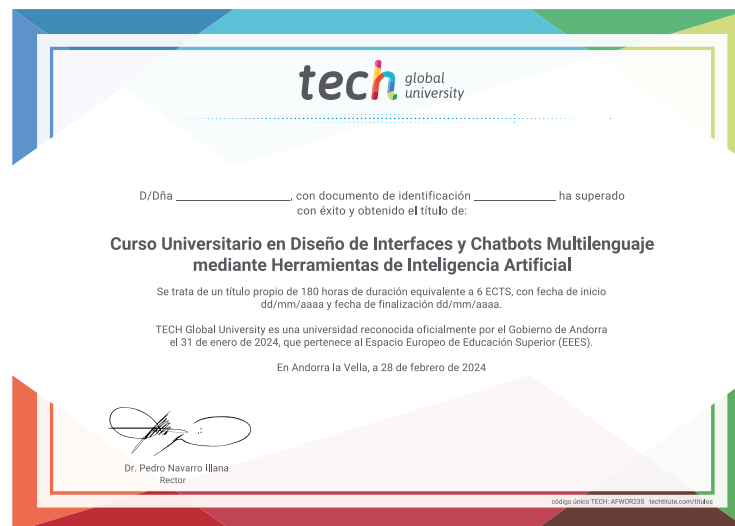 tech global university
D/Dña ______________________, con documento de identificación ________________ ha superado
con éxito y obtenido el título de:
Curso Universitario en Diseño de Interfaces y Chatbots Multilenguaje
mediante Herramientas de Inteligencia Artificial
Se trata de un título propio de 180 horas de duración equivalente a 6 ECTS, con fecha de inicio
dd/mm/aaaa y fecha de finalización dd/mm/aaaa.
TECH Global University es una universidad reconocida oficialmente por el Gobierno de Andorra
el 31 de enero de 2024, que pertenece al Espacio Europeo de Educación Superior (EEES).
En Andorra la Vella, a 28 de febrero de 2024
Dr. Pedro Navarro Illana
Rector
código único TECH: AFWOR23S techtitute.com/titulos